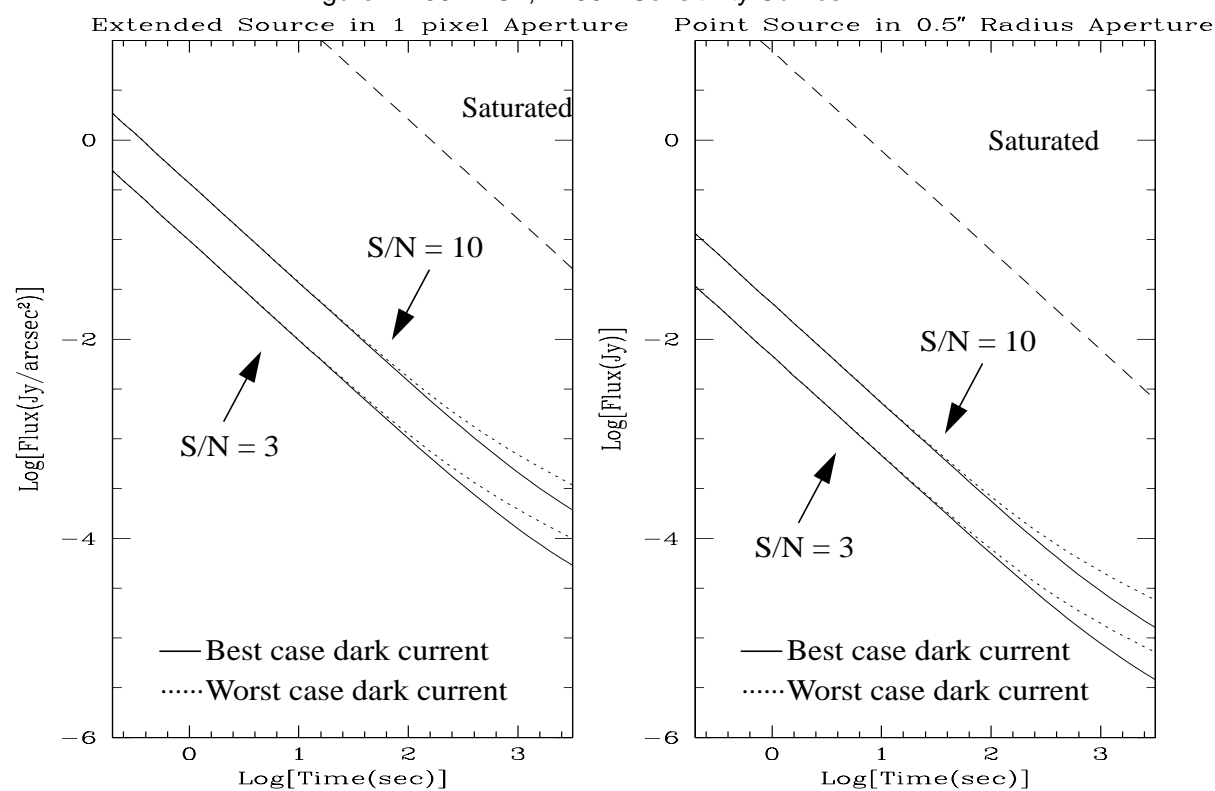 Extended Source in 1 pixel Aperture
Point Source in 0.5″ Radius Aperture
Saturated
S/N = 10
S/N = 3
Best case dark current
Worst case dark current
0
−2
−4
−6
0 1 2 3
Log[Time(sec)]
Log[Flux(Jy/arcsec²)]
Saturated
S/N = 10
S/N = 3
Best case dark current
Worst case dark current
0
−2
−4
−6
0 1 2 3
Log[Time(sec)]
Log[Flux(Jy)]